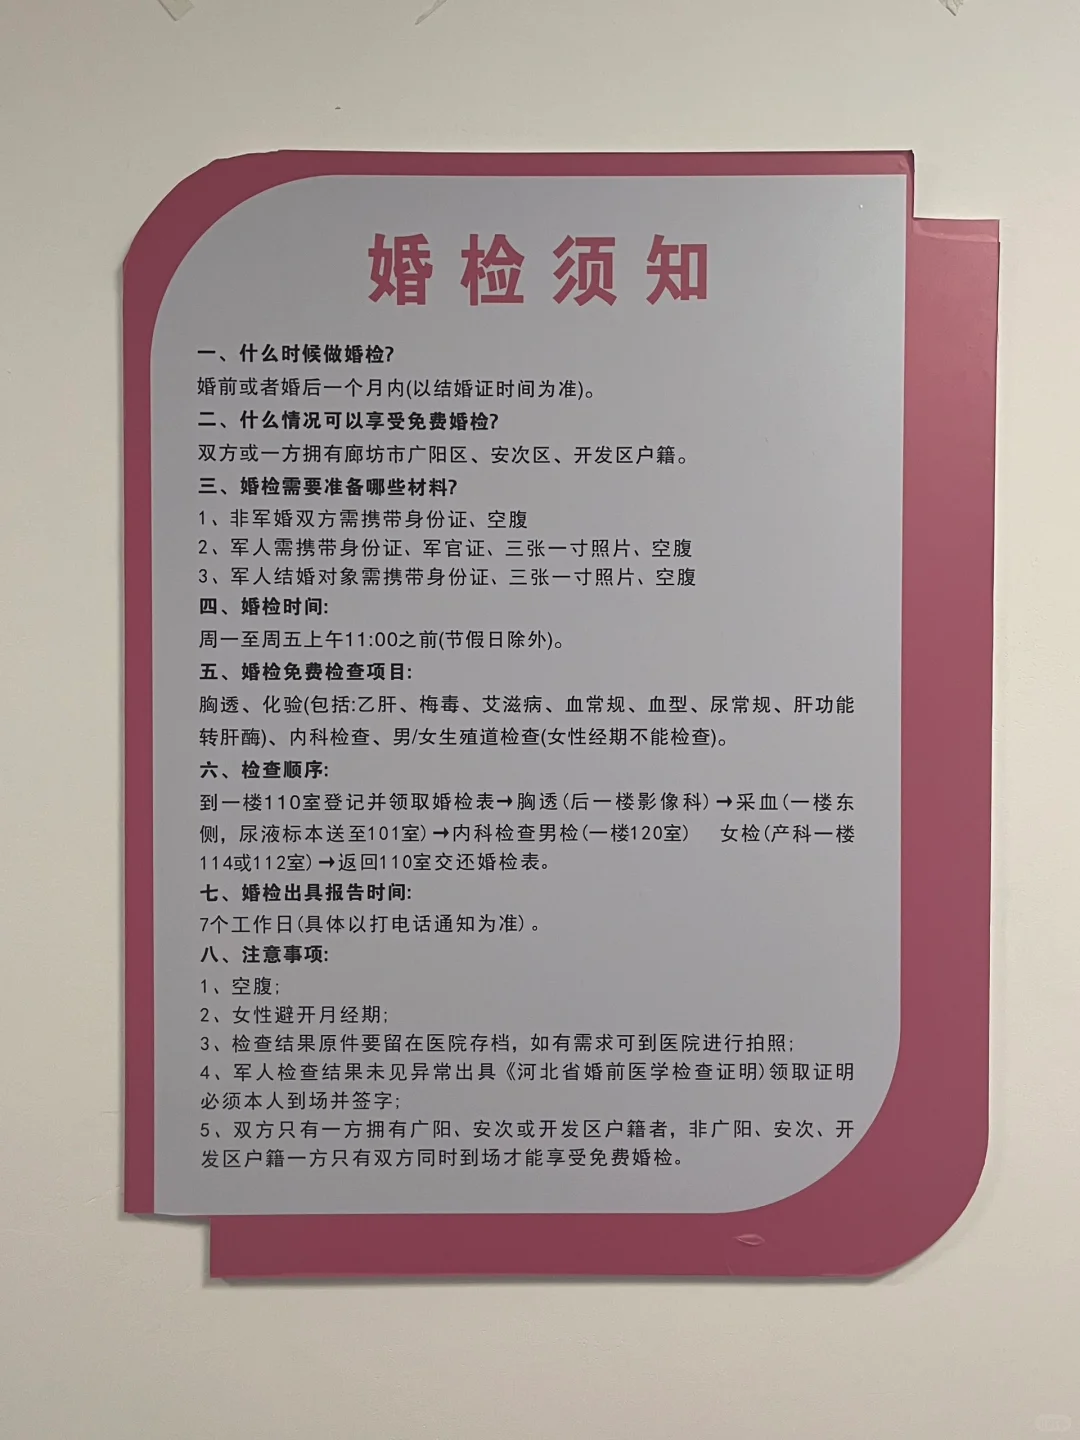 婚检须知
一、什么时候做婚检?
婚前或者婚后一个月内(以结婚证时间为准)。
二、什么情况可以享受免费婚检?
双方或一方拥有廊坊市广阳区、安次区、开发区户籍。
三、婚检需要准备哪些材料?
1、非军婚双方需携带身份证、空腹
2、军人需携带身份证、军官证、三张一寸照片、空腹
3、军人结婚对象需携带身份证、三张一寸照片、空腹
四、婚检时间:
周一至周五上午11:00之前(节假日除外)。
五、婚检免费检查项目:
胸透、化验(包括:乙肝、梅毒、艾滋病、血常规、血型、尿常规、肝功能
转肝酶)、内科检查、男/女生殖道检查(女性经期不能检查)。
六、检查顺序:
到一楼110室登记并领取婚检表→胸透(后一楼影像科)→采血(一楼东
侧，尿液标本送至101室)→内科检查男检(一楼120室) 女检(产科一楼
114或112室)→返回110室交还婚检表。
七、婚检出具报告时间:
7个工作日(具体以打电话通知为准)。
八、注意事项:
1、空腹;
2、女性避开月经期;
3、检查结果原件要留在医院存档，如有需求可到医院进行拍照;
4、军人检查结果未见异常出具《河北省婚前医学检查证明)领取证明
必须本人到场并签字;
5、双方只有一方拥有广阳、安次或开发区户籍者，非广阳、安次、开
发区户籍一方只有双方同时到场才能享受免费婚检。